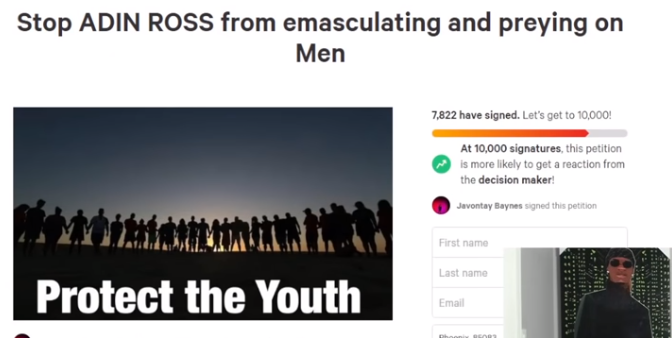 Stop ADIN ROSS from emasculating and preying on
Men
Protect the Youth
7,822 have signed. Let's get to 10,000!
At 10,000 signatures, this petition
is more likely to get a reaction from
the decision maker!
Javontay Baynes signed this petition
First name
Last name
Email
Phoenix, 85083